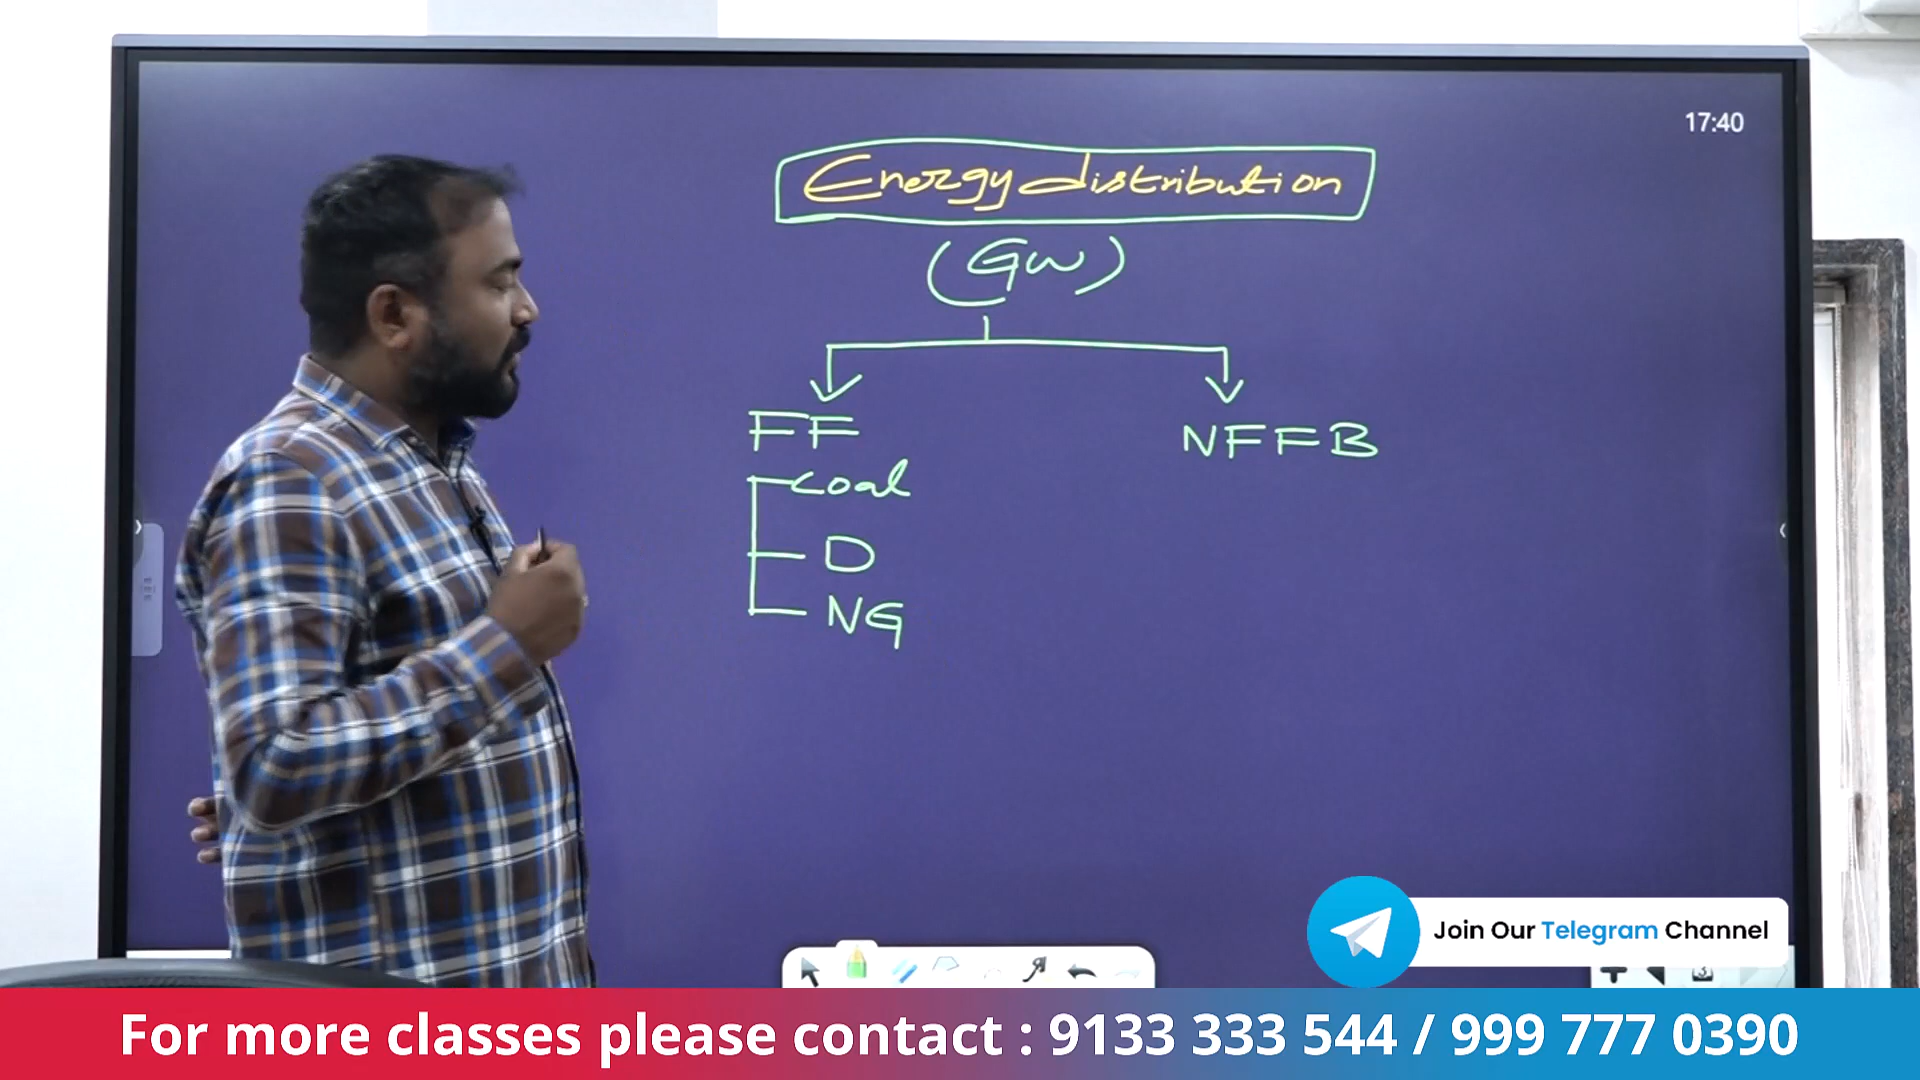 17:40
Energy distribution
(GW)
FF
NFFB
Coal
D
NG
Join Our Telegram Channel
For more classes please contact : 9133 333 544 / 999 777 0390